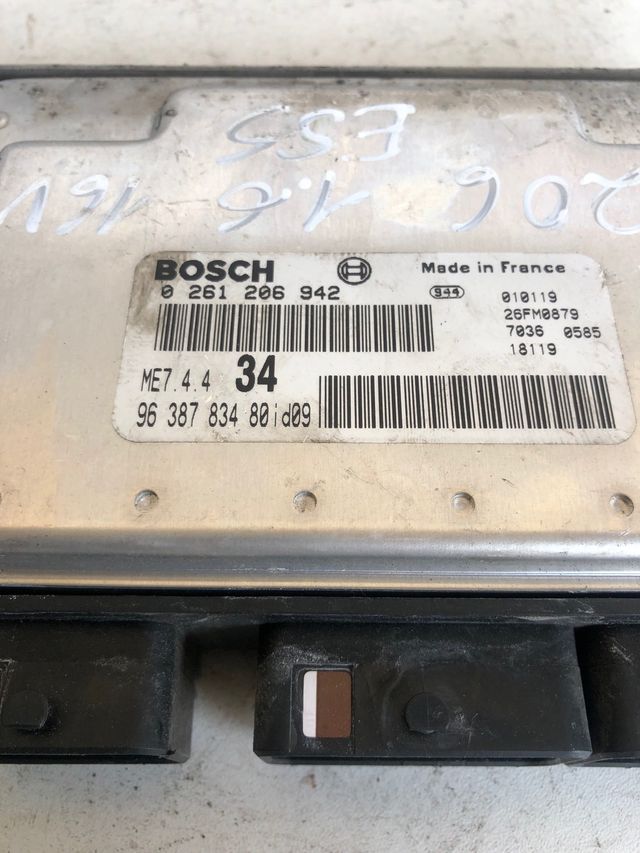 ESS
206 1.6 16V
BOSCH Made in France
0 261 206 942 944 010119
26FM0879
7036 0585
18119
ME7.4.4 34
96 387 834 80id09